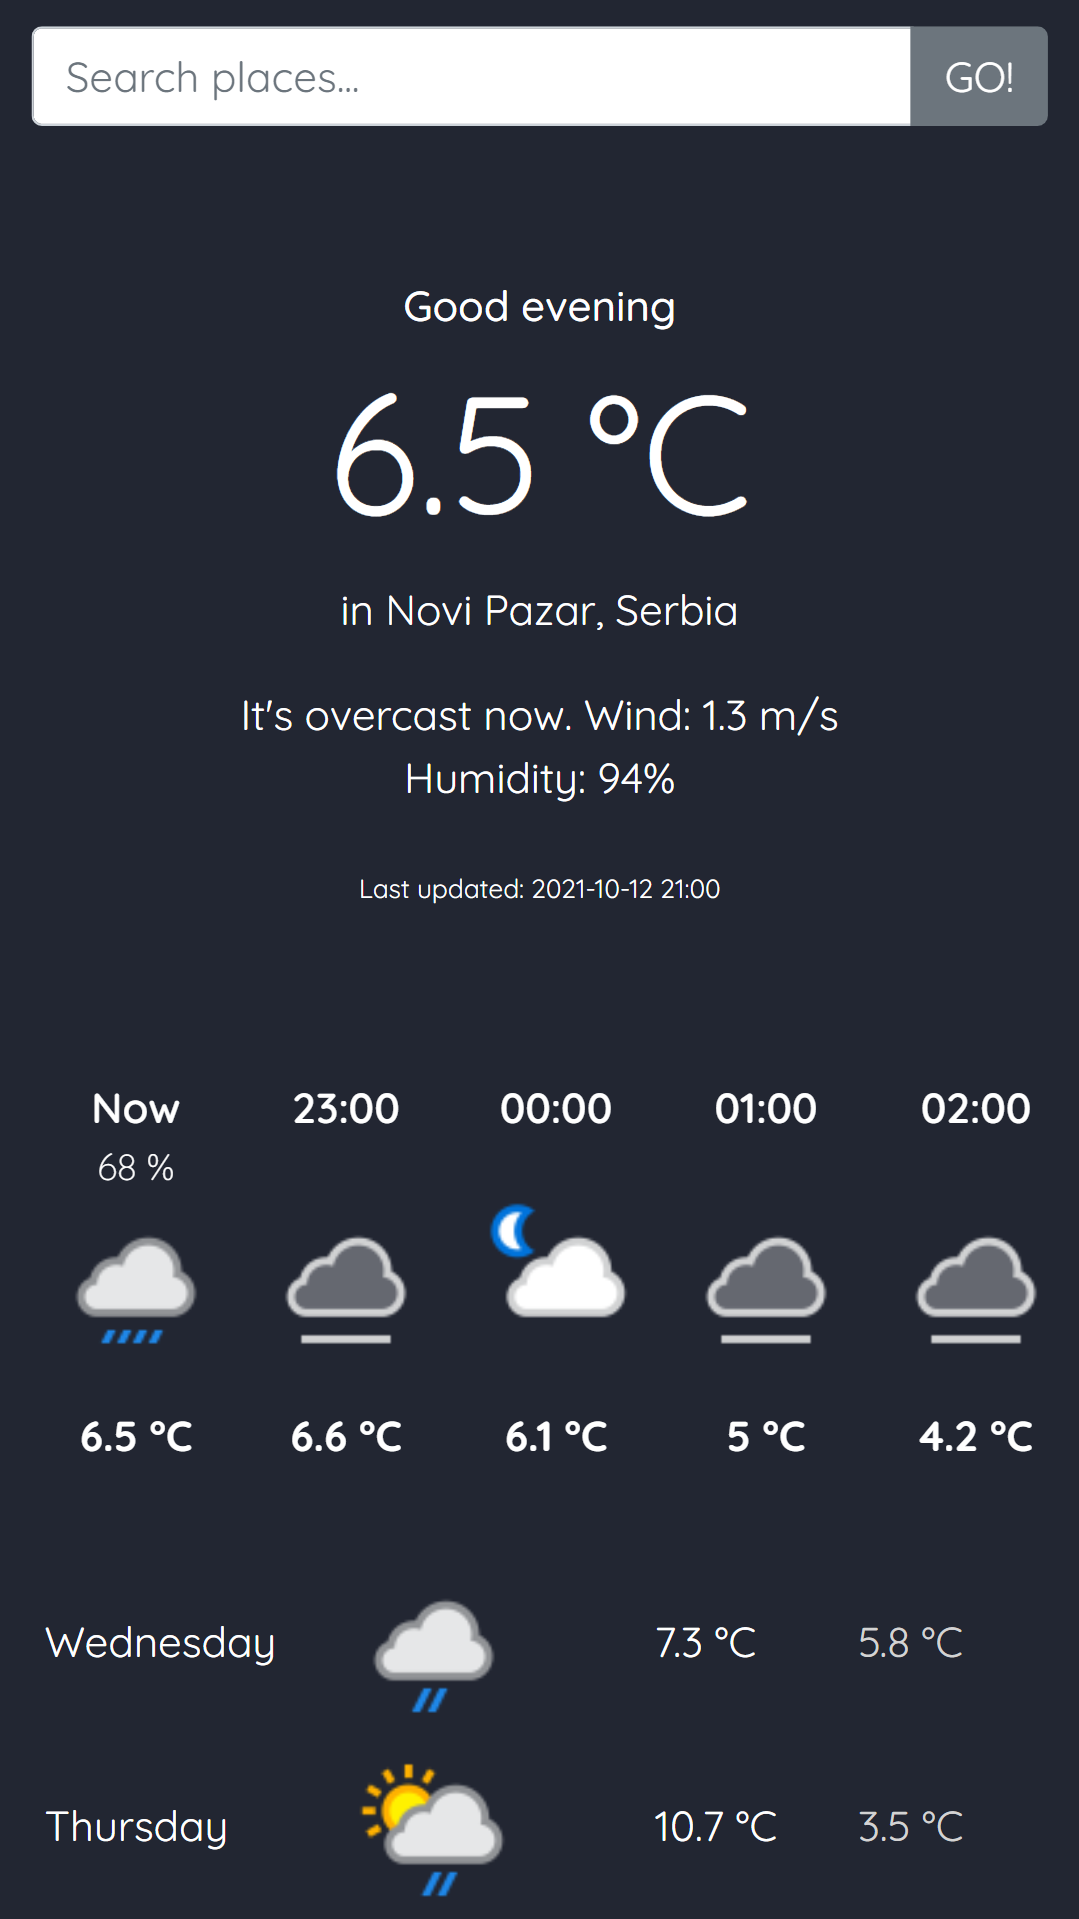 Search places... GO!
Good evening
6.5 °C
in Novi Pazar, Serbia
It's overcast now. Wind: 1.3 m/s
Humidity: 94%
Last updated: 2021-10-12 21:00
Now 23:00 00:00 01:00 02:00
68 %
6.5 °C 6.6 °C 6.1 °C 5 °C 4.2 °C
Wednesday 7.3 °C 5.8 °C
Thursday 10.7 °C 3.5 °C